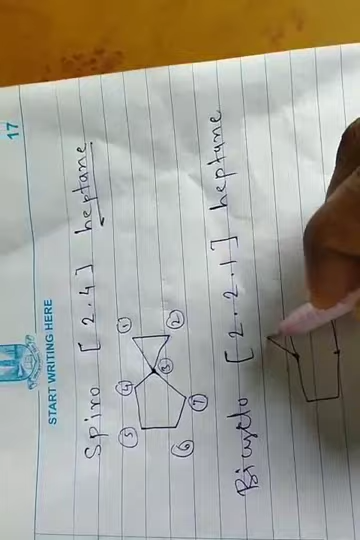 17
START WRITING HERE
Spiro [2.4] heptane
① ② ③ ④ ⑤ ⑥ ⑦
Bicyclo [2.2.1] heptane